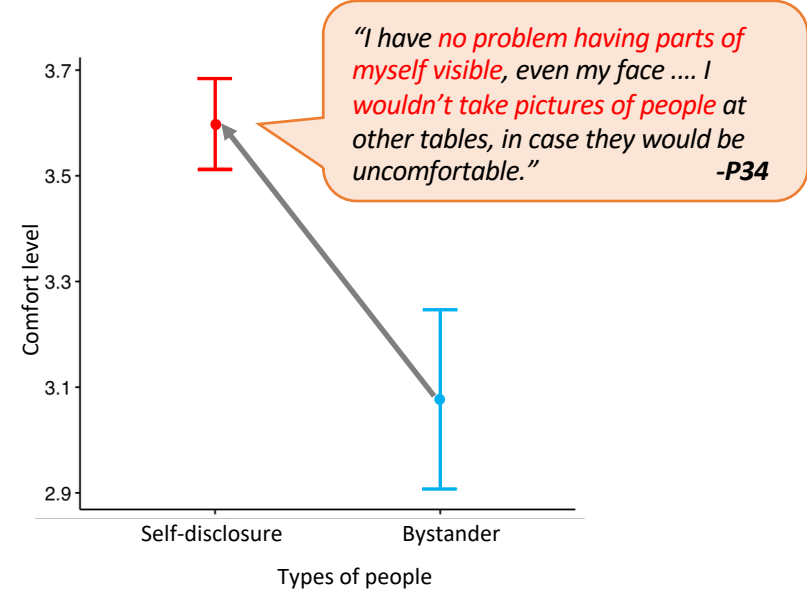 “I have no problem having parts of
myself visible, even my face .... I
wouldn’t take pictures of people at
other tables, in case they would be
uncomfortable.” -P34
3.7
3.5
3.3
3.1
2.9
Comfort level
Self-disclosure Bystander
Types of people